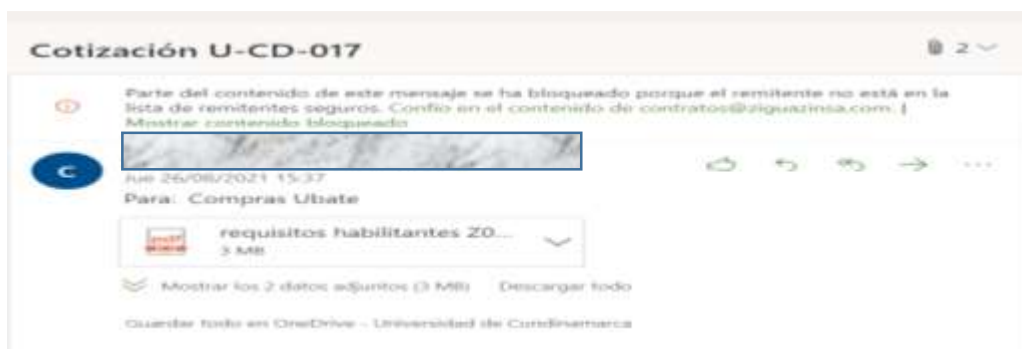 Cotización U-CD-017
2
Parte del contenido de este mensaje se ha bloqueado porque el remitente no está en la
lista de remitentes seguros. Confío en el contenido de contratos@ziguazinsa.com. |
Mostrar contenido bloqueado
C
Jue 26/08/2021 15:37
Para: Compras Ubate
requisitos habilitantes 20...
3 MB
Mostrar los 2 datos adjuntos (3 MB) Descargar todo
Guardar todo en OneDrive - Universidad de Cundinamarca